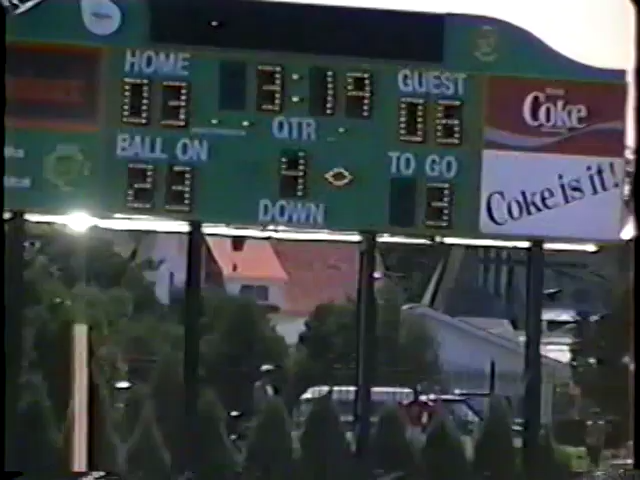 HOME 3:19 GUEST
03 06
QTR
BALL ON TO GO
23 4 3
DOWN
Coke
Coke is it!